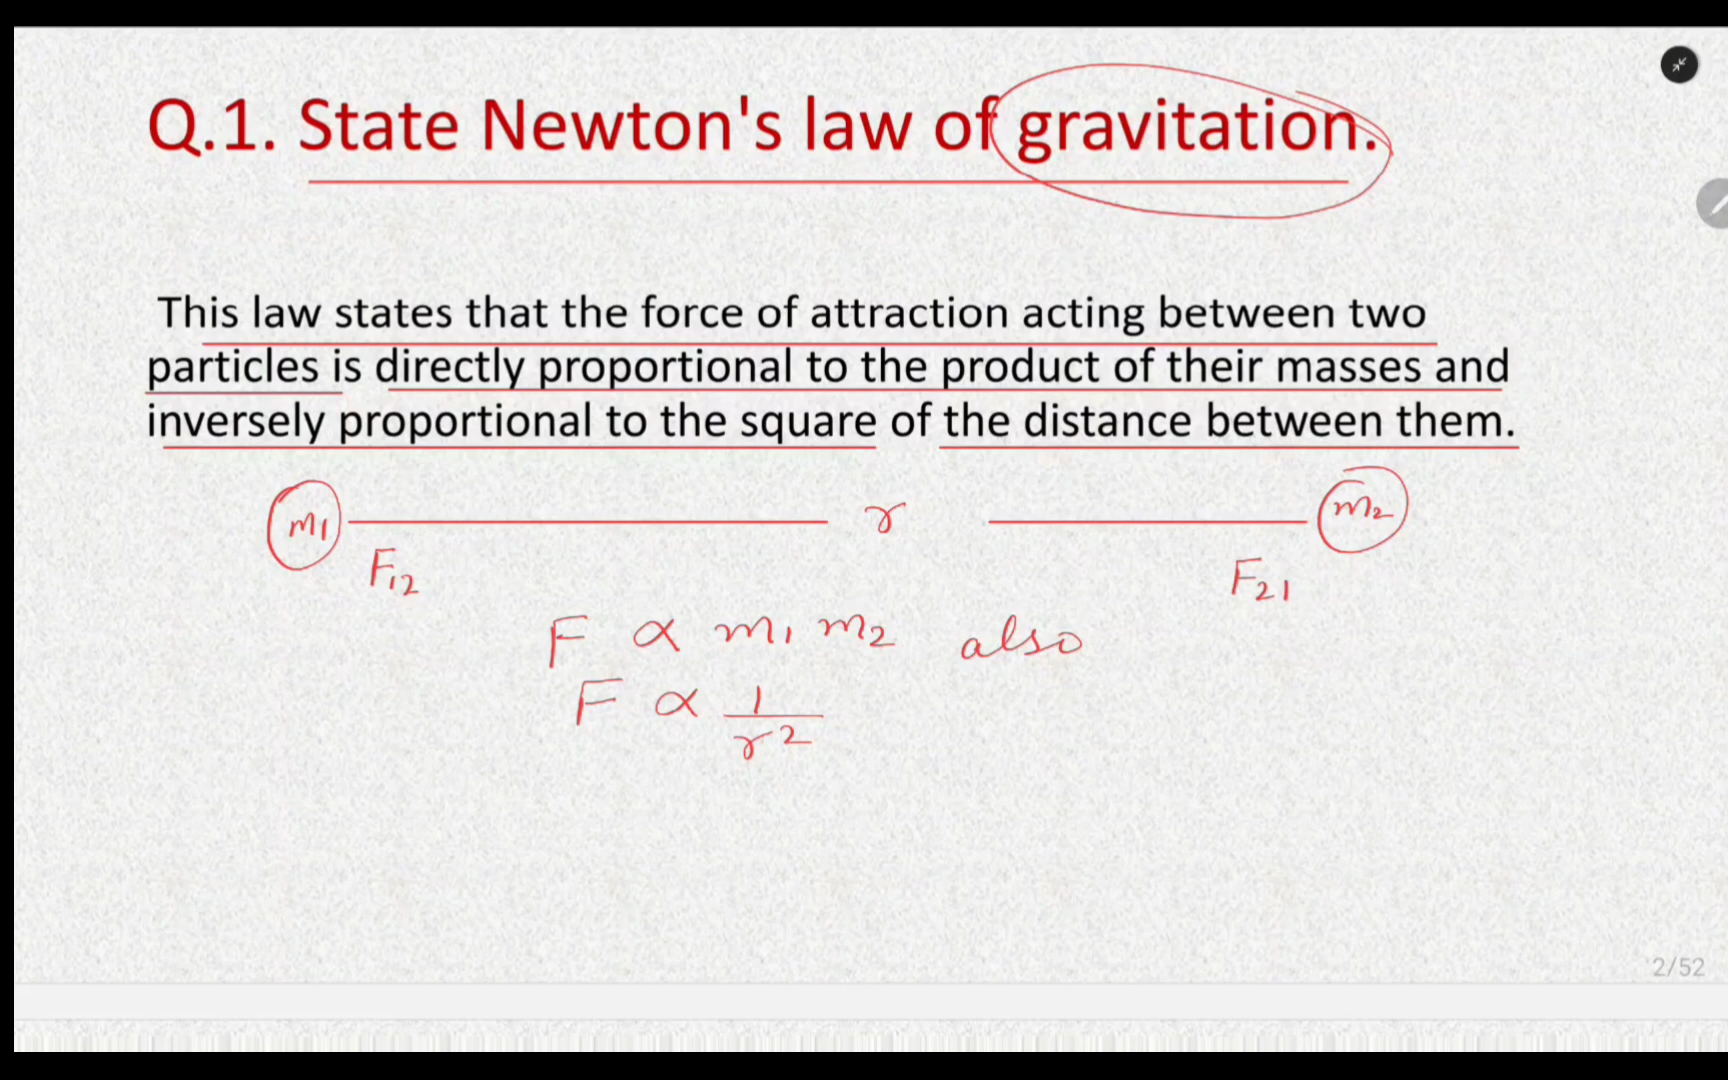 Q.1. State Newton's law of gravitation.
This law states that the force of attraction acting between two
particles is directly proportional to the product of their masses and
inversely proportional to the square of the distance between them.
m1 r m2
F12 F21
F ∝ m1 m2 also
F ∝ 1/r²
2/52